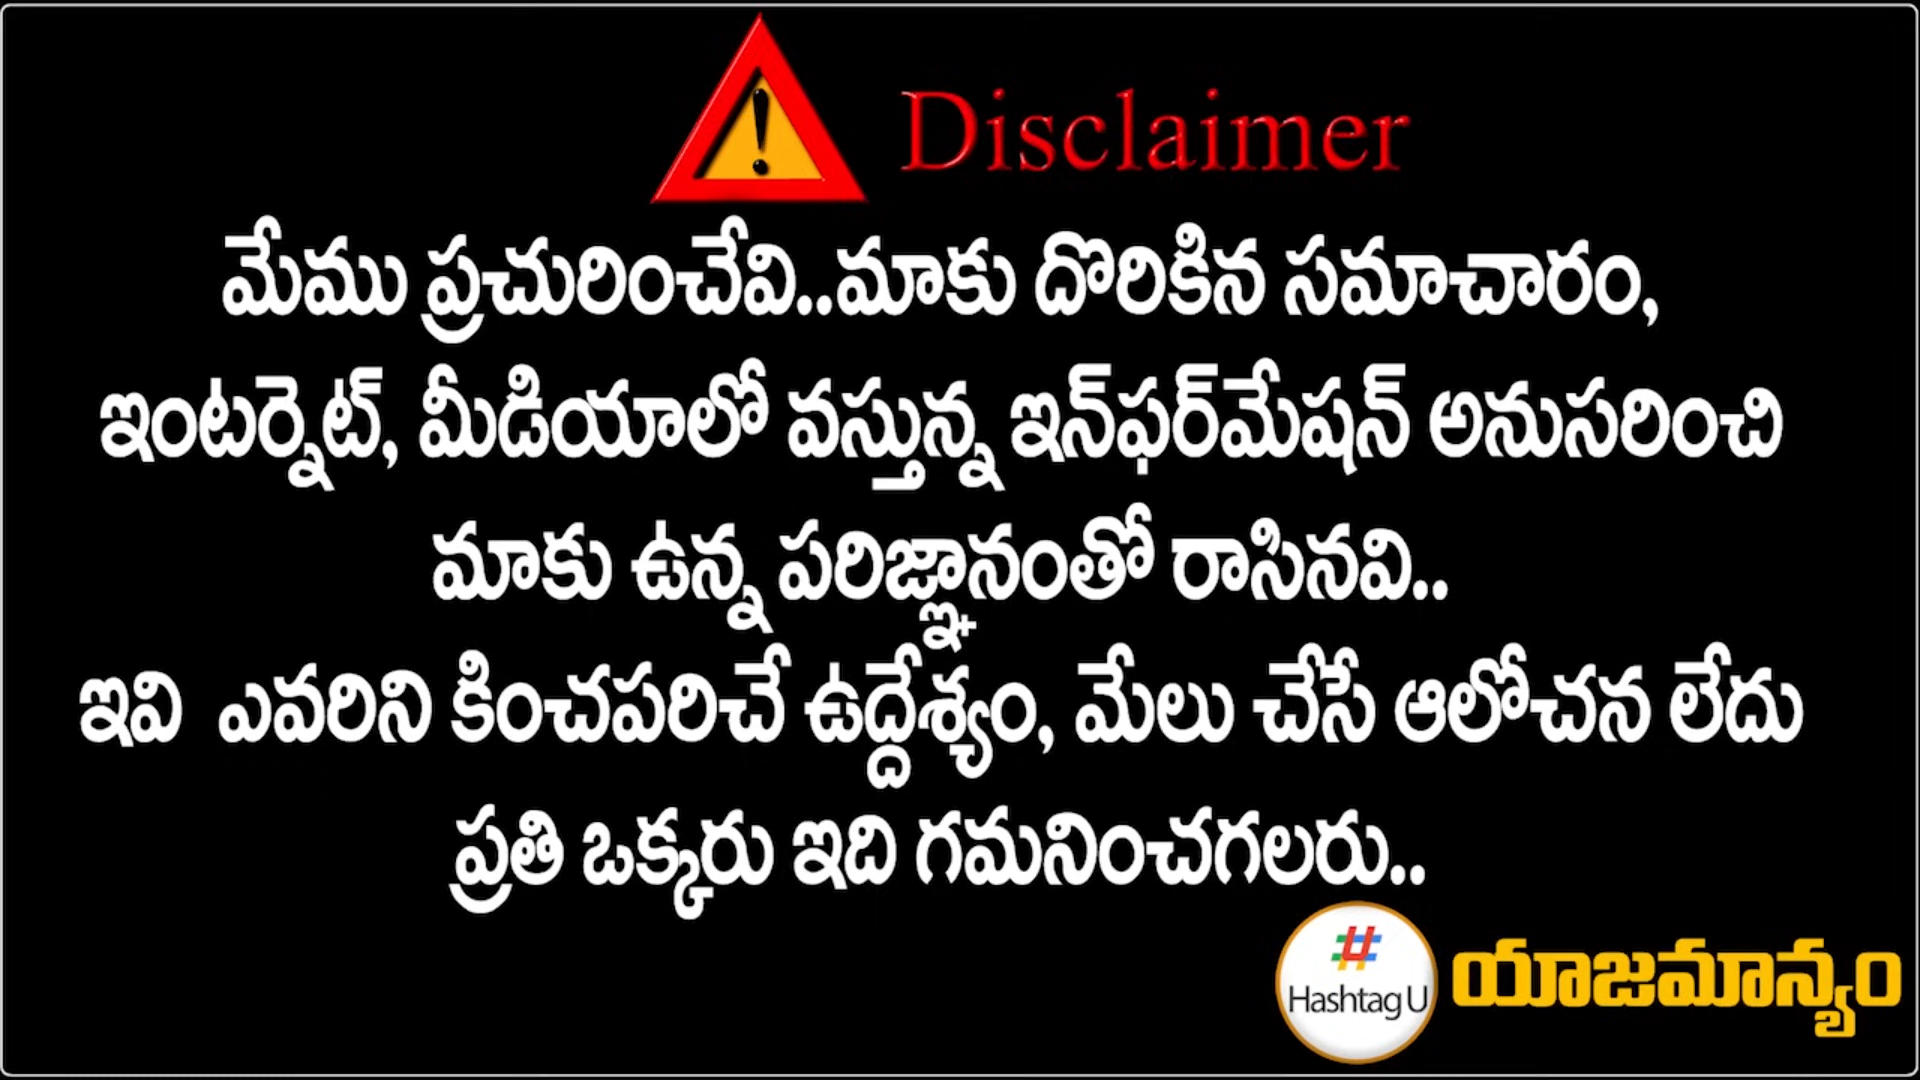 Disclaimer
మేము ప్రచురించేవి..మాకు దొరికిన సమాచారం,
ఇంటర్నెట్, మీడియాలో వస్తున్న ఇన్‌ఫర్‌మేషన్ అనుసరించి
మాకు ఉన్న పరిజ్ఞానంతో రాసినవి..
ఇవి ఎవరిని కించపరిచే ఉద్దేశ్యం, మేలు చేసే ఆలోచన లేదు
ప్రతి ఒక్కరు ఇది గమనించగలరు..
# Hashtag U యాజమాన్యం